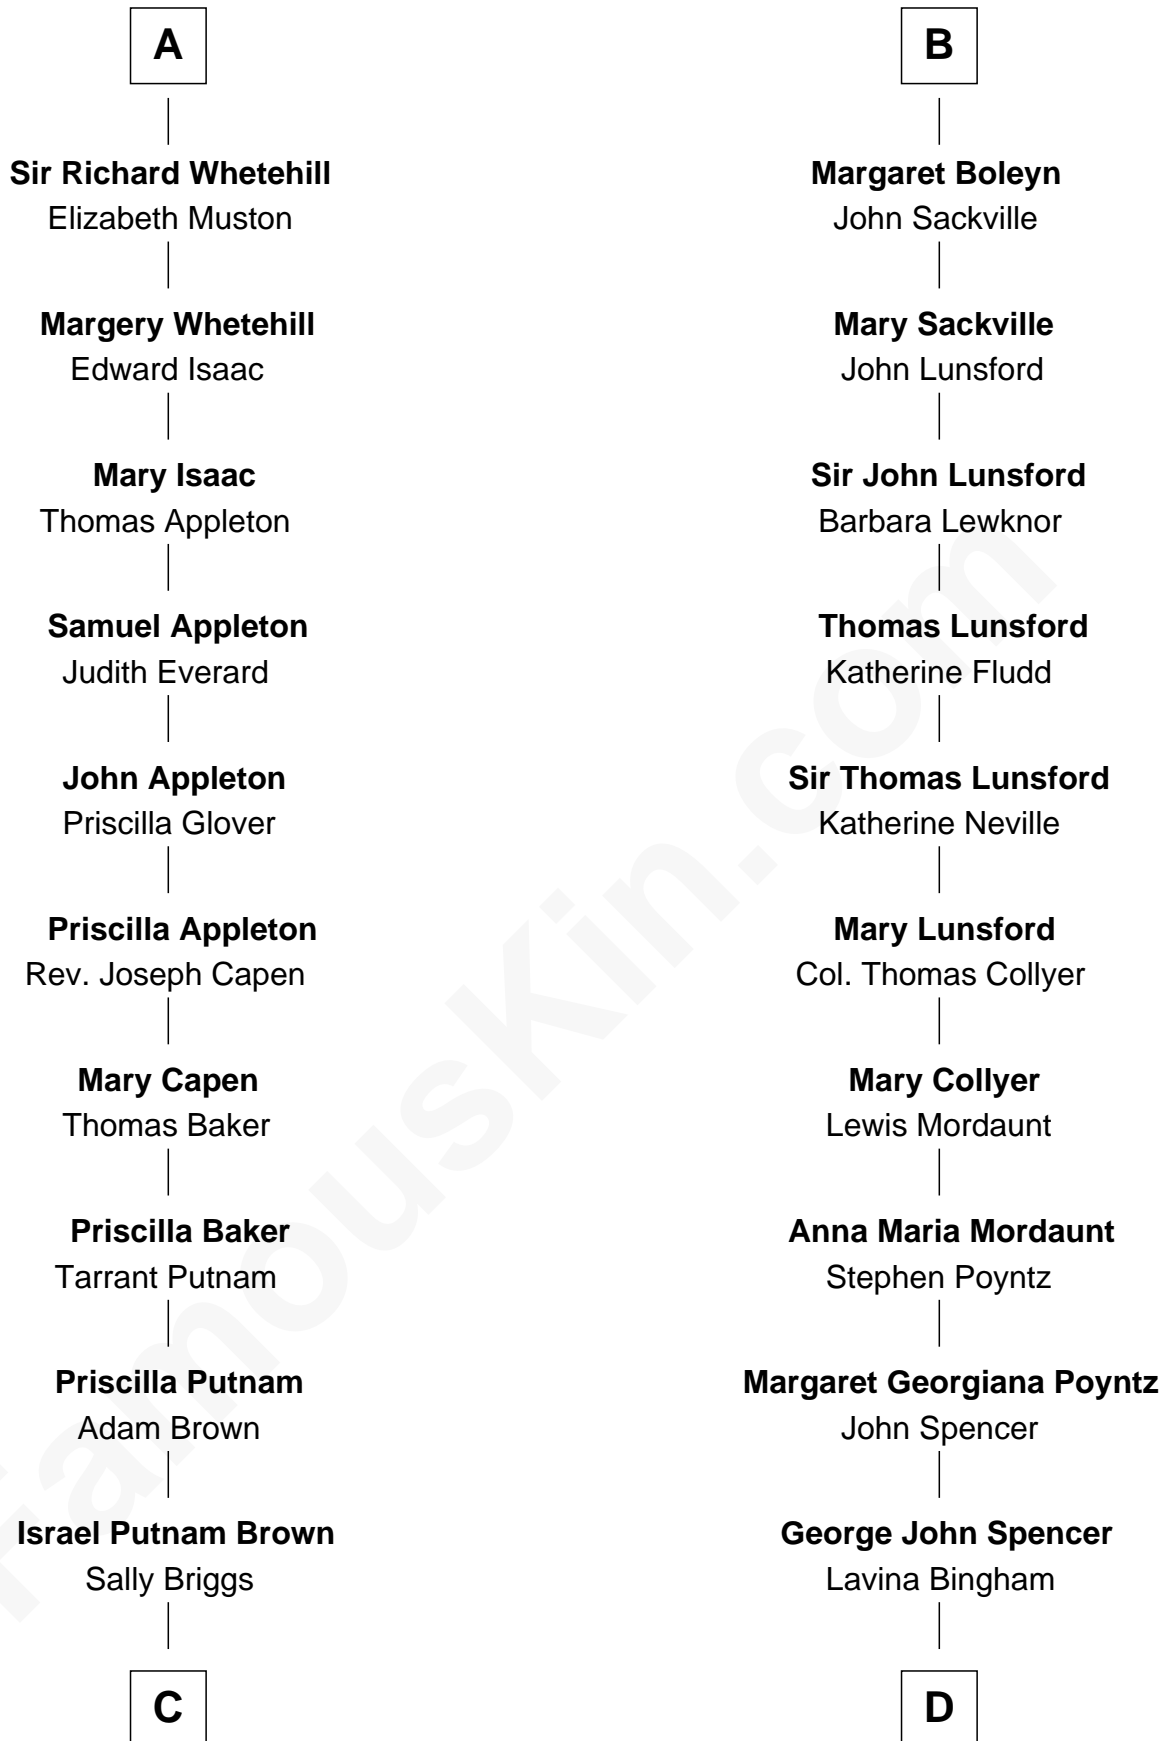 A
Sir Richard Whetehill
Elizabeth Muston
Margery Whetehill
Edward Isaac
Mary Isaac
Thomas Appleton
Samuel Appleton
Judith Everard
John Appleton
Priscilla Glover
Priscilla Appleton
Rev. Joseph Capen
Mary Capen
Thomas Baker
Priscilla Baker
Tarrant Putnam
Priscilla Putnam
Adam Brown
Israel Putnam Brown
Sally Briggs
C
B
Margaret Boleyn
John Sackville
Mary Sackville
John Lunsford
Sir John Lunsford
Barbara Lewknor
Thomas Lunsford
Katherine Fludd
Sir Thomas Lunsford
Katherine Neville
Mary Lunsford
Col. Thomas Collyer
Mary Collyer
Lewis Mordaunt
Anna Maria Mordaunt
Stephen Poyntz
Margaret Georgiana Poyntz
John Spencer
George John Spencer
Lavina Bingham
D
FamousKin.com